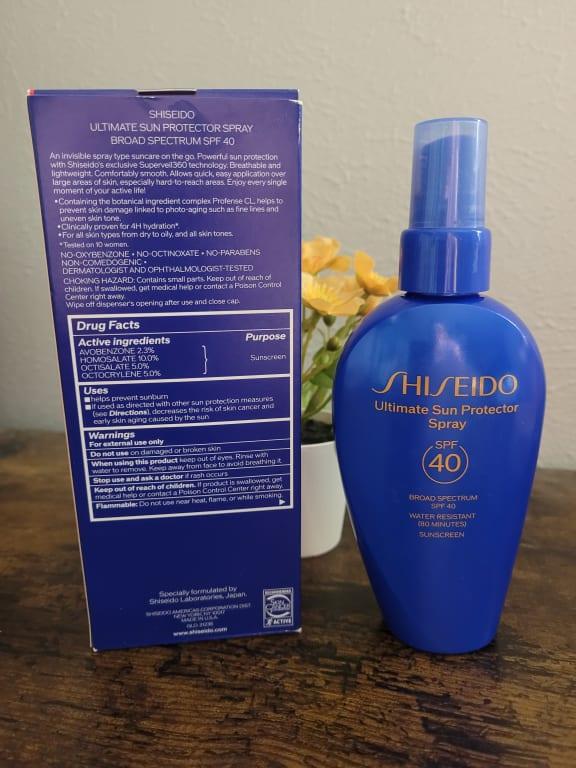 SHISEIDO
ULTIMATE SUN PROTECTOR SPRAY
BROAD SPECTRUM SPF 40
An invisible spray type suncare on the go. Powerful sun protection
with Shiseido's exclusive Superveil360 technology. Breathable and
lightweight. Comfortably smooth. Allows quick, easy application over
large areas of skin, especially hard-to-reach areas. Enjoy every single
moment of your active life!
•Containing the botanical ingredient complex Profense CL, helps to
prevent skin damage linked to photo-aging such as fine lines and
uneven skin tone.
•Clinically proven for 4H hydration*.
•For all skin types from dry to oily, and all skin tones.
*Tested on 10 women.
NO-OXYBENZONE • NO-OCTINOXATE • NO-PARABENS
NON-COMEDOGENIC •
DERMATOLOGIST AND OPHTHALMOLOGIST-TESTED
CHOKING HAZARD: Contains small parts. Keep out of reach of
children. If swallowed, get medical help or contact a Poison Control
Center right away.
Wipe off dispenser's opening after use and close cap.
Drug Facts
Active ingredients Purpose
AVOBENZONE 2.3%
HOMOSALATE 10.0%
OCTISALATE 5.0%
OCTOCRYLENE 5.0%
Sunscreen
Uses
■helps prevent sunburn
■if used as directed with other sun protection measures
(see Directions), decreases the risk of skin cancer and
early skin aging caused by the sun
Warnings
For external use only
Do not use on damaged or broken skin
When using this product keep out of eyes. Rinse with
water to remove. Keep away from face to avoid breathing it.
Stop use and ask a doctor if rash occurs
Keep out of reach of children. If product is swallowed, get
medical help or contact a Poison Control Center right away.
Flammable: Do not use near heat, flame, or while smoking.
Specially formulated by
Shiseido Laboratories, Japan.
SHISEIDO AMERICAS CORPORATION DIST.
NEW YORK, NY 10017
MADE IN U.S.A.
www.shiseido.com
RECOMMENDED
SKIN
CANCER
ACTIVE
SHISEIDO
Ultimate Sun Protector
Spray
SPF
40
BROAD SPECTRUM
SPF 40
WATER RESISTANT
(80 MINUTES)
SUNSCREEN